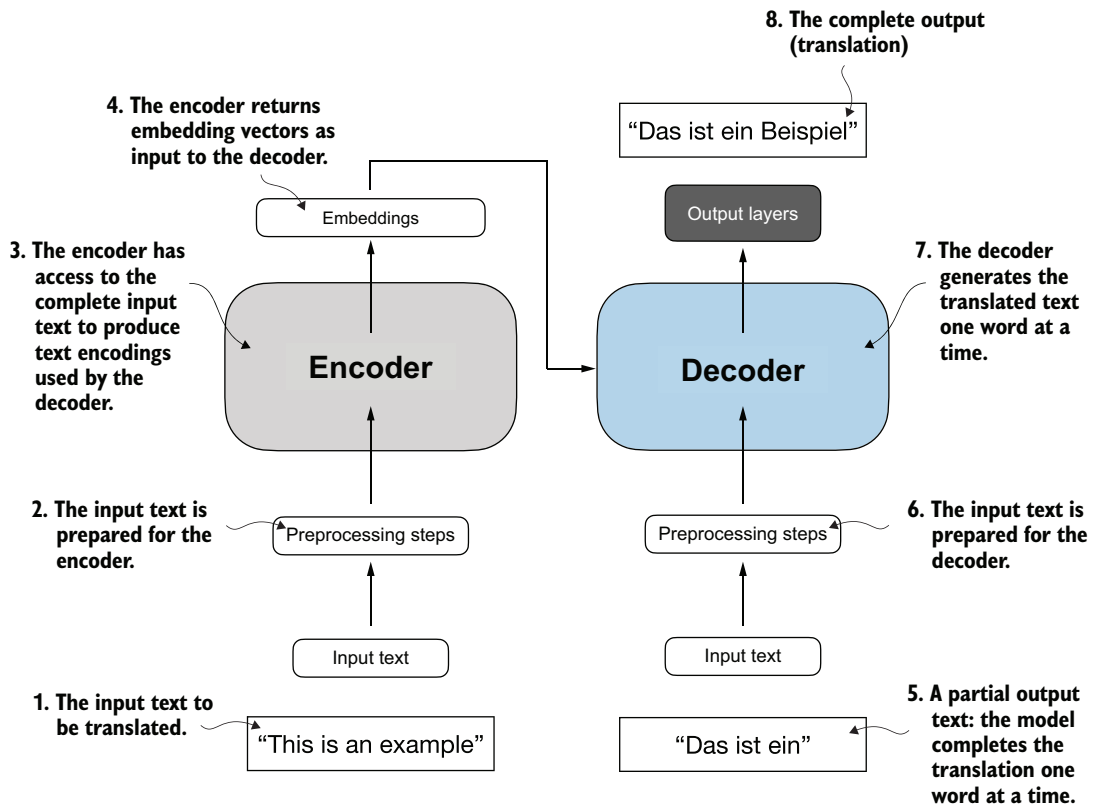 8. The complete output
(translation)
4. The encoder returns
embedding vectors as
input to the decoder.
“Das ist ein Beispiel”
Embeddings
Output layers
3. The encoder has
access to the
complete input
text to produce
text encodings
used by the
decoder.
7. The decoder
generates the
translated text
one word at a
time.
Encoder
Decoder
2. The input text is
prepared for the
encoder.
Preprocessing steps
Preprocessing steps
6. The input text is
prepared for the
decoder.
Input text
Input text
1. The input text to
be translated.
“This is an example”
“Das ist ein”
5. A partial output
text: the model
completes the
translation one
word at a time.